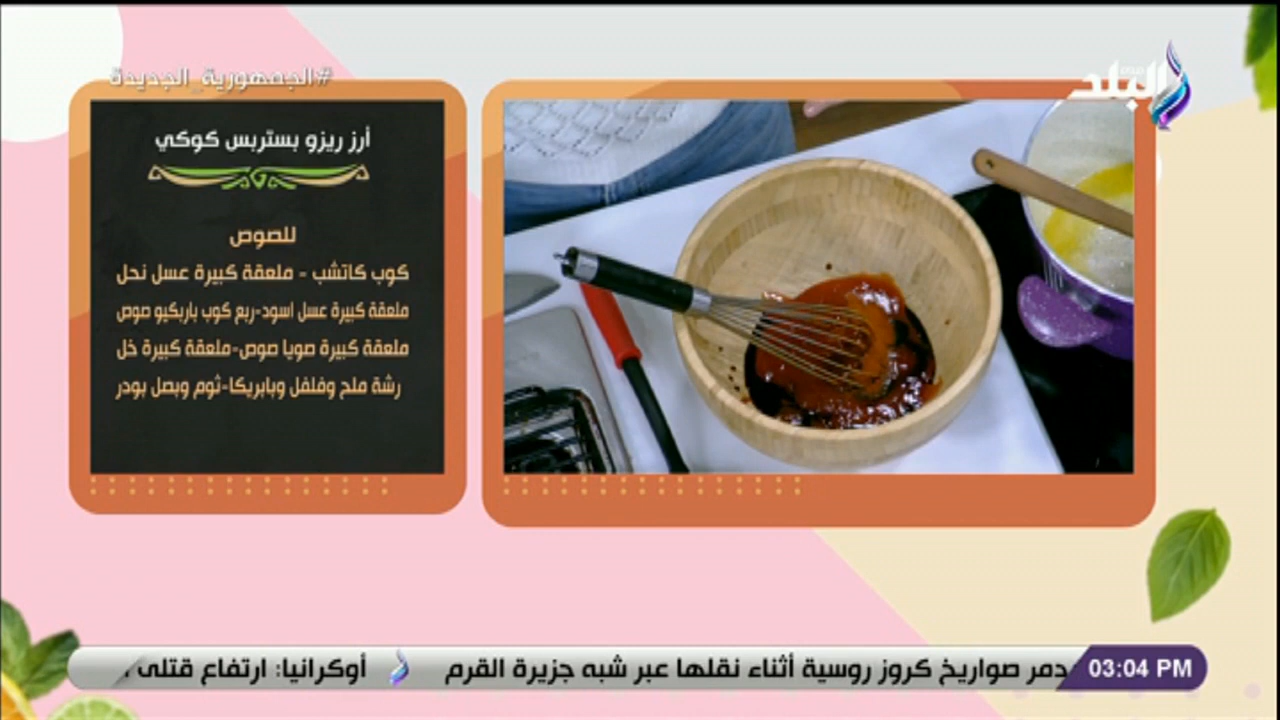 #الجمهورية_الجديدة
البلد
أرز ريزو بستربس كوكي
للصوص
كوب كاتشب - ملعقة كبيرة عسل نحل
ملعقة كبيرة عسل اسود-ربع كوب باربكيو صوص
ملعقة كبيرة صويا صوص-ملعقة كبيرة خل
رشة ملح وفلفل وبابريكا-ثوم وبصل بودر
03:04 PM
دمر صواريخ كروز روسية أثناء نقلها عبر شبه جزيرة القرم
أوكرانيا: ارتفاع قتلى